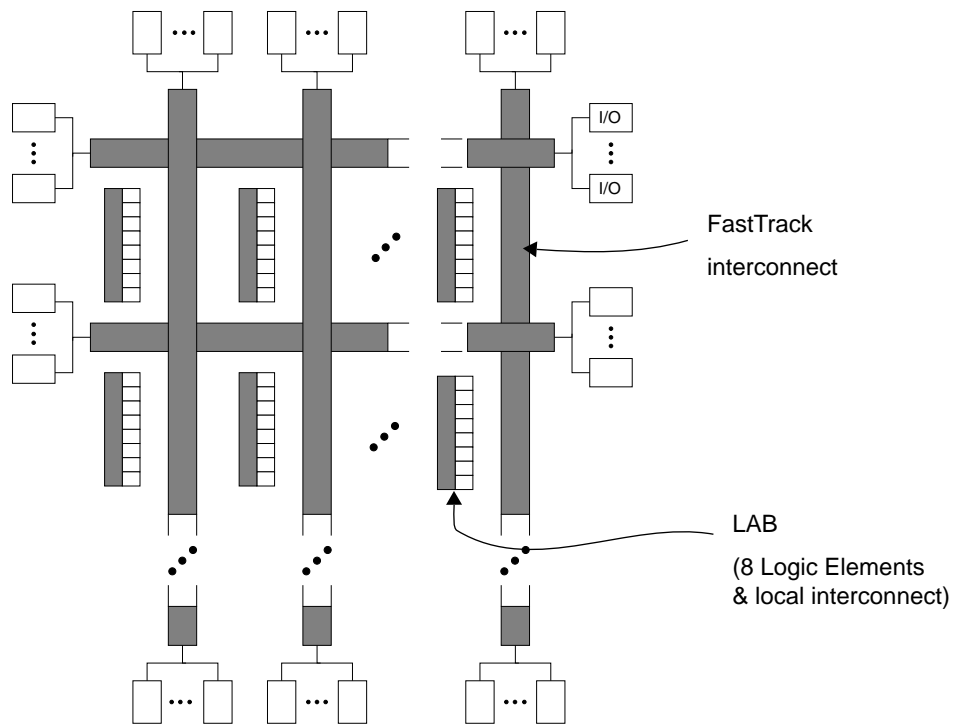 I/O
I/O
FastTrack
interconnect
LAB
(8 Logic Elements
& local interconnect)